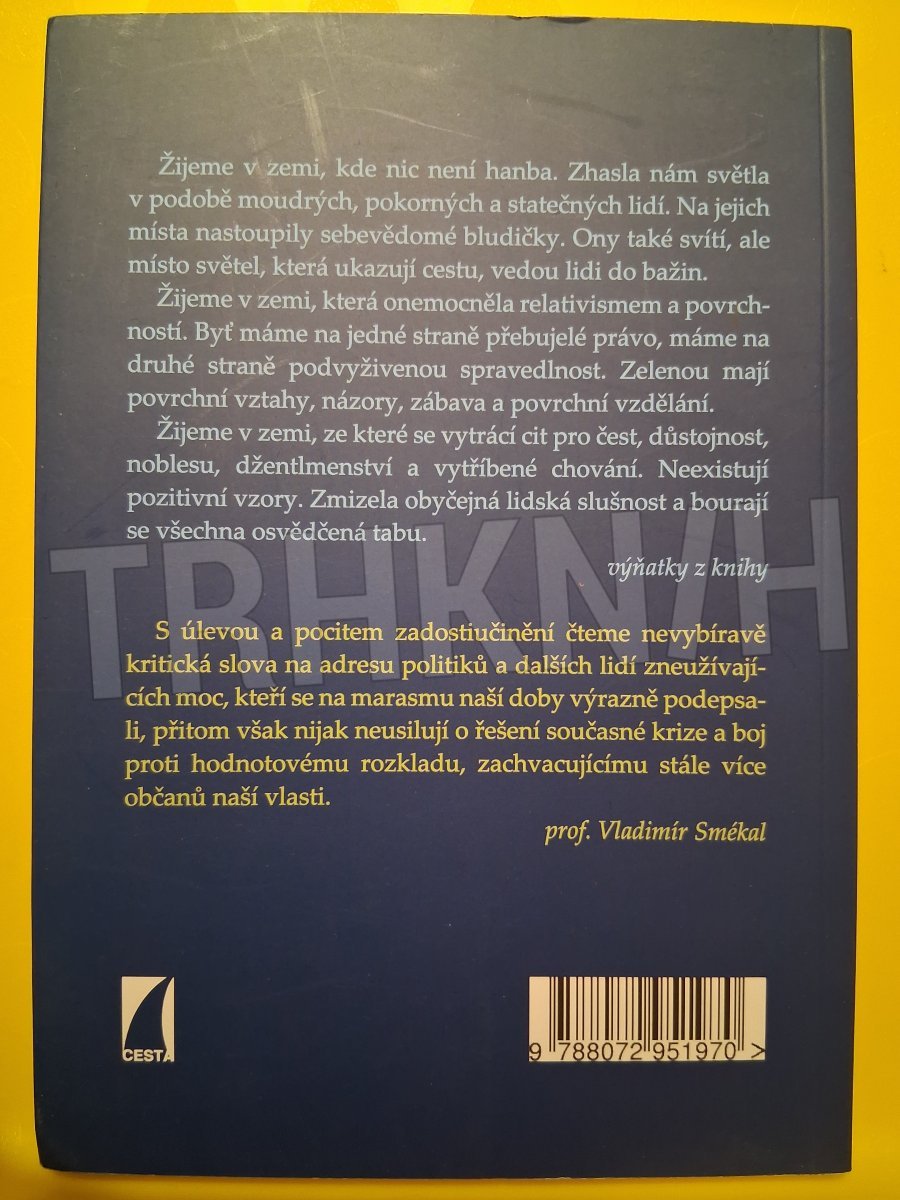 Žijeme v zemi, kde nic není hanba. Zhasla nám světla
v podobě moudrých, pokorných a statečných lidí. Na jejich
místa nastoupily sebevědomé bludičky. Ony také svítí, ale
místo světel, která ukazují cestu, vedou lidi do bažin.
Žijeme v zemi, která onemocněla relativismem a povrch-
ností. Byť máme na jedné straně přebujelé právo, máme na
druhé straně podvyživenou spravedlnost. Zelenou mají
povrchní vztahy, názory, zábava a povrchní vzdělání.
Žijeme v zemi, ze které se vytrácí cit pro čest, důstojnost,
noblesu, džentlmenství a vytříbené chování. Neexistují
pozitivní vzory. Zmizela obyčejná lidská slušnost a bourají
se všechna osvědčená tabu.
TRHKN/H
výňatky z knihy
S úlevou a pocitem zadostiučinění čteme nevybíravě
kritická slova na adresu politiků a dalších lidí zneužívají-
cích moc, kteří se na marasmu naší doby výrazně podepsa-
li, přitom však nijak neusilují o řešení současné krize a boj
proti hodnotovému rozkladu, zachvacujícímu stále více
občanů naší vlasti.
prof. Vladimír Smékal
CESTA
9 788072 951970 >